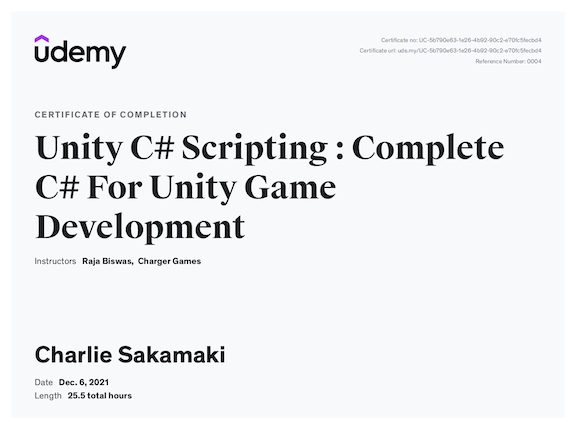 udemy
Certificate no: UC-5b790e63-fa26-4b92-90c2-e70fc5fecbd4
Certificate url: ude.my/UC-5b790e63-fa26-4b92-90c2-e70fc5fecbd4
Reference Number: 0004
CERTIFICATE OF COMPLETION
Unity C# Scripting : Complete
C# For Unity Game
Development
Instructors Raja Biswas, Charger Games
Charlie Sakamaki
Date Dec. 6, 2021
Length 25.5 total hours